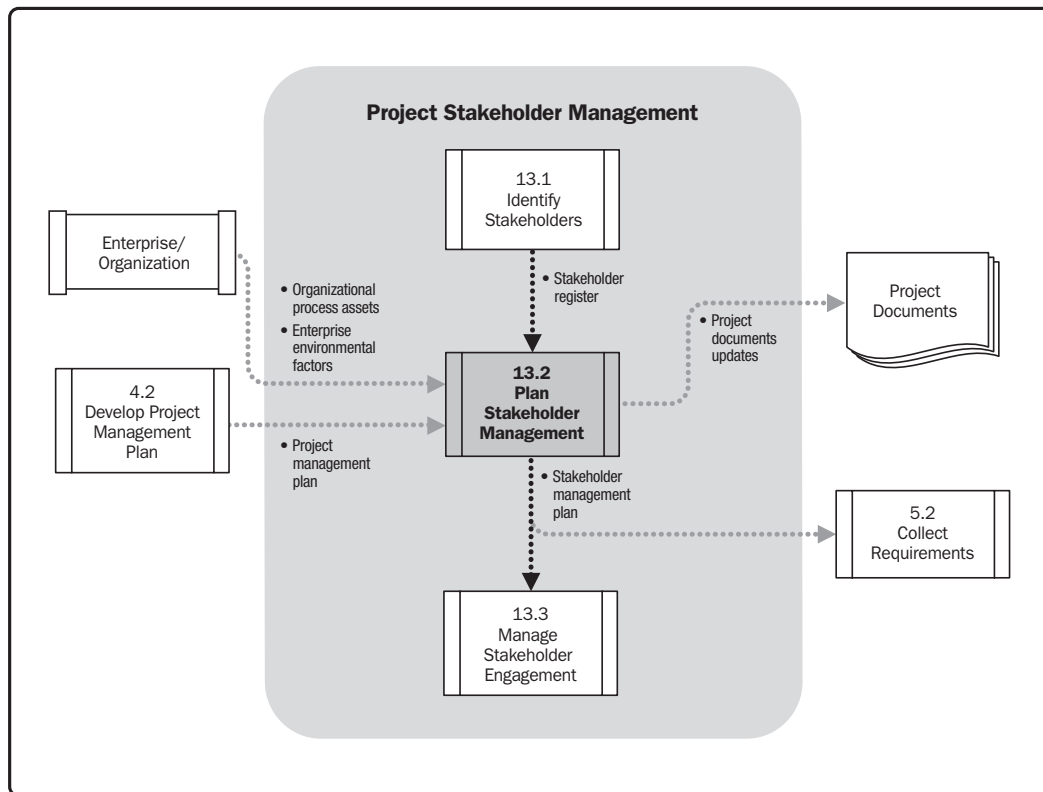 Project Stakeholder Management
13.1
Identify
Stakeholders
Enterprise/
Organization
• Organizational
process assets
• Enterprise
environmental
factors
• Stakeholder
register
• Project
documents
updates
Project
Documents
4.2
Develop Project
Management
Plan
• Project
management
plan
13.2
Plan
Stakeholder
Management
• Stakeholder
management
plan
5.2
Collect
Requirements
13.3
Manage
Stakeholder
Engagement